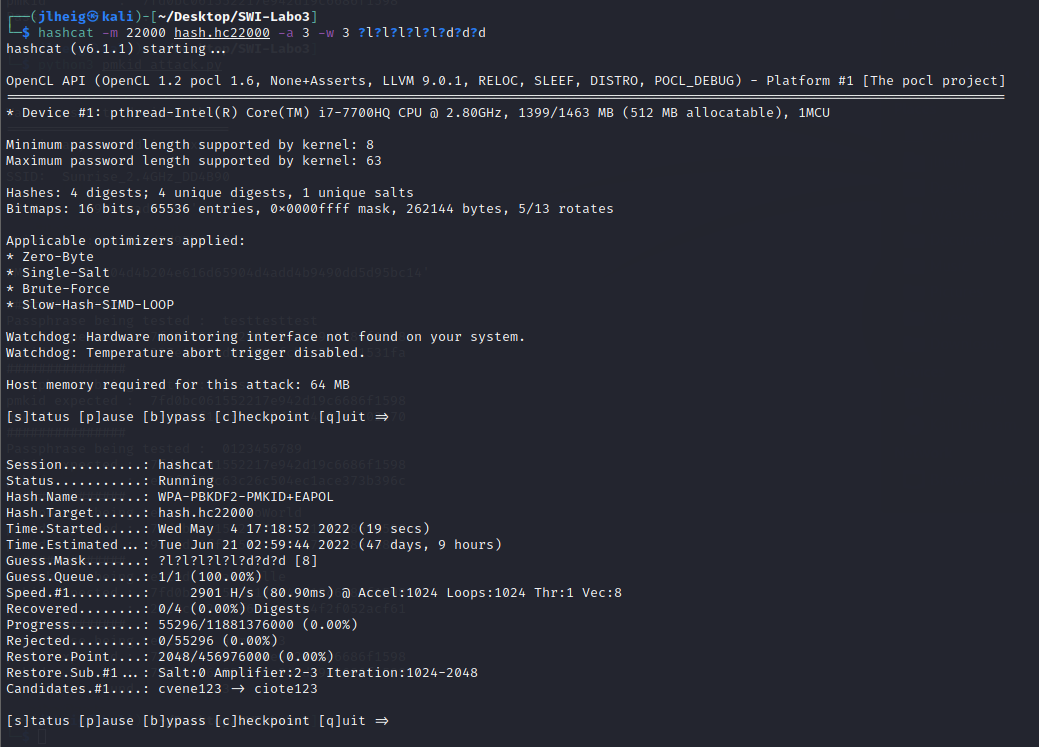 ┌──(jlheig㉿kali)-[~/Desktop/SWI-Labo3]
└─$ hashcat -m 22000 hash.hc22000 -a 3 -w 3 ?l?l?l?l?l?d?d?d
hashcat (v6.1.1) starting...

OpenCL API (OpenCL 1.2 pocl 1.6, None+Asserts, LLVM 9.0.1, RELOC, SLEEF, DISTRO, POCL_DEBUG) - Platform #1 [The pocl project]
* Device #1: pthread-Intel(R) Core(TM) i7-7700HQ CPU @ 2.80GHz, 1399/1463 MB (512 MB allocatable), 1MCU

Minimum password length supported by kernel: 8
Maximum password length supported by kernel: 63

Hashes: 4 digests; 4 unique digests, 1 unique salts
Bitmaps: 16 bits, 65536 entries, 0x0000ffff mask, 262144 bytes, 5/13 rotates

Applicable optimizers applied:
* Zero-Byte
* Single-Salt
* Brute-Force
* Slow-Hash-SIMD-LOOP

Watchdog: Hardware monitoring interface not found on your system.
Watchdog: Temperature abort trigger disabled.

Host memory required for this attack: 64 MB

[s]tatus [p]ause [b]ypass [c]heckpoint [q]uit =>

Session..........: hashcat
Status...........: Running
Hash.Name........: WPA-PBKDF2-PMKID+EAPOL
Hash.Target......: hash.hc22000
Time.Started.....: Wed May  4 17:18:52 2022 (19 secs)
Time.Estimated...: Tue Jun 21 02:59:44 2022 (47 days, 9 hours)
Guess.Mask.......: ?l?l?l?l?l?d?d?d [8]
Guess.Queue......: 1/1 (100.00%)
Speed.#1.........:     2901 H/s (80.90ms) @ Accel:1024 Loops:1024 Thr:1 Vec:8
Recovered........: 0/4 (0.00%) Digests
Progress.........: 55296/11881376000 (0.00%)
Rejected.........: 0/55296 (0.00%)
Restore.Point....: 2048/456976000 (0.00%)
Restore.Sub.#1...: Salt:0 Amplifier:2-3 Iteration:1024-2048
Candidates.#1....: cvene123 -> ciote123

[s]tatus [p]ause [b]ypass [c]heckpoint [q]uit =>